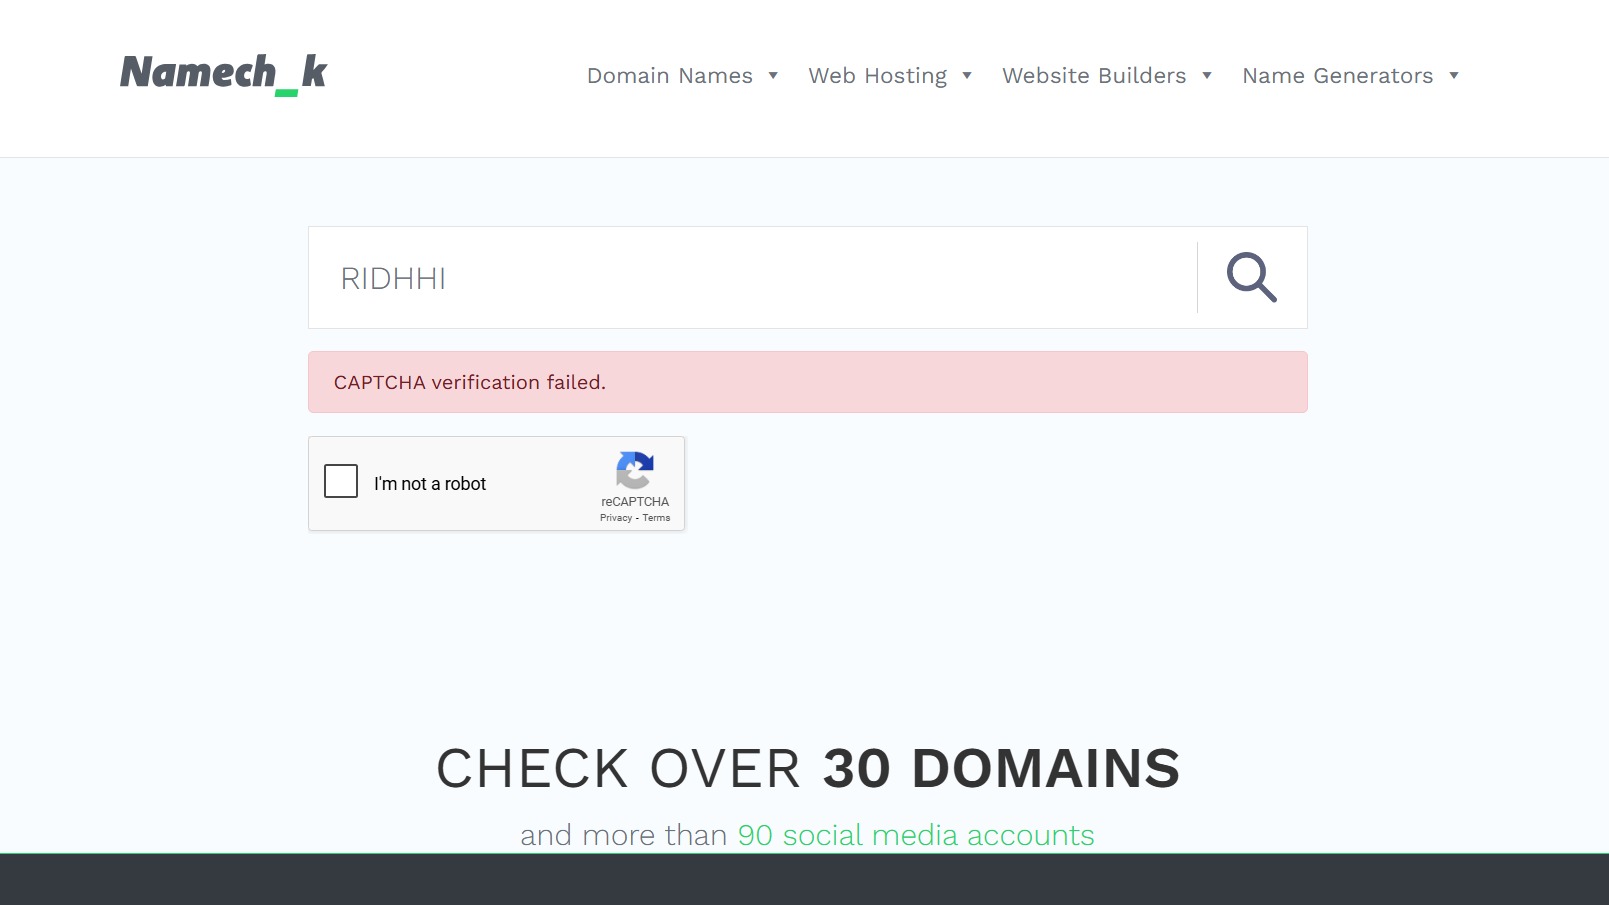 Namech_k
Domain Names ▼ Web Hosting ▼ Website Builders ▼ Name Generators ▼
RIDHHI
CAPTCHA verification failed.
I'm not a robot
reCAPTCHA
Privacy - Terms
CHECK OVER 30 DOMAINS
and more than 90 social media accounts